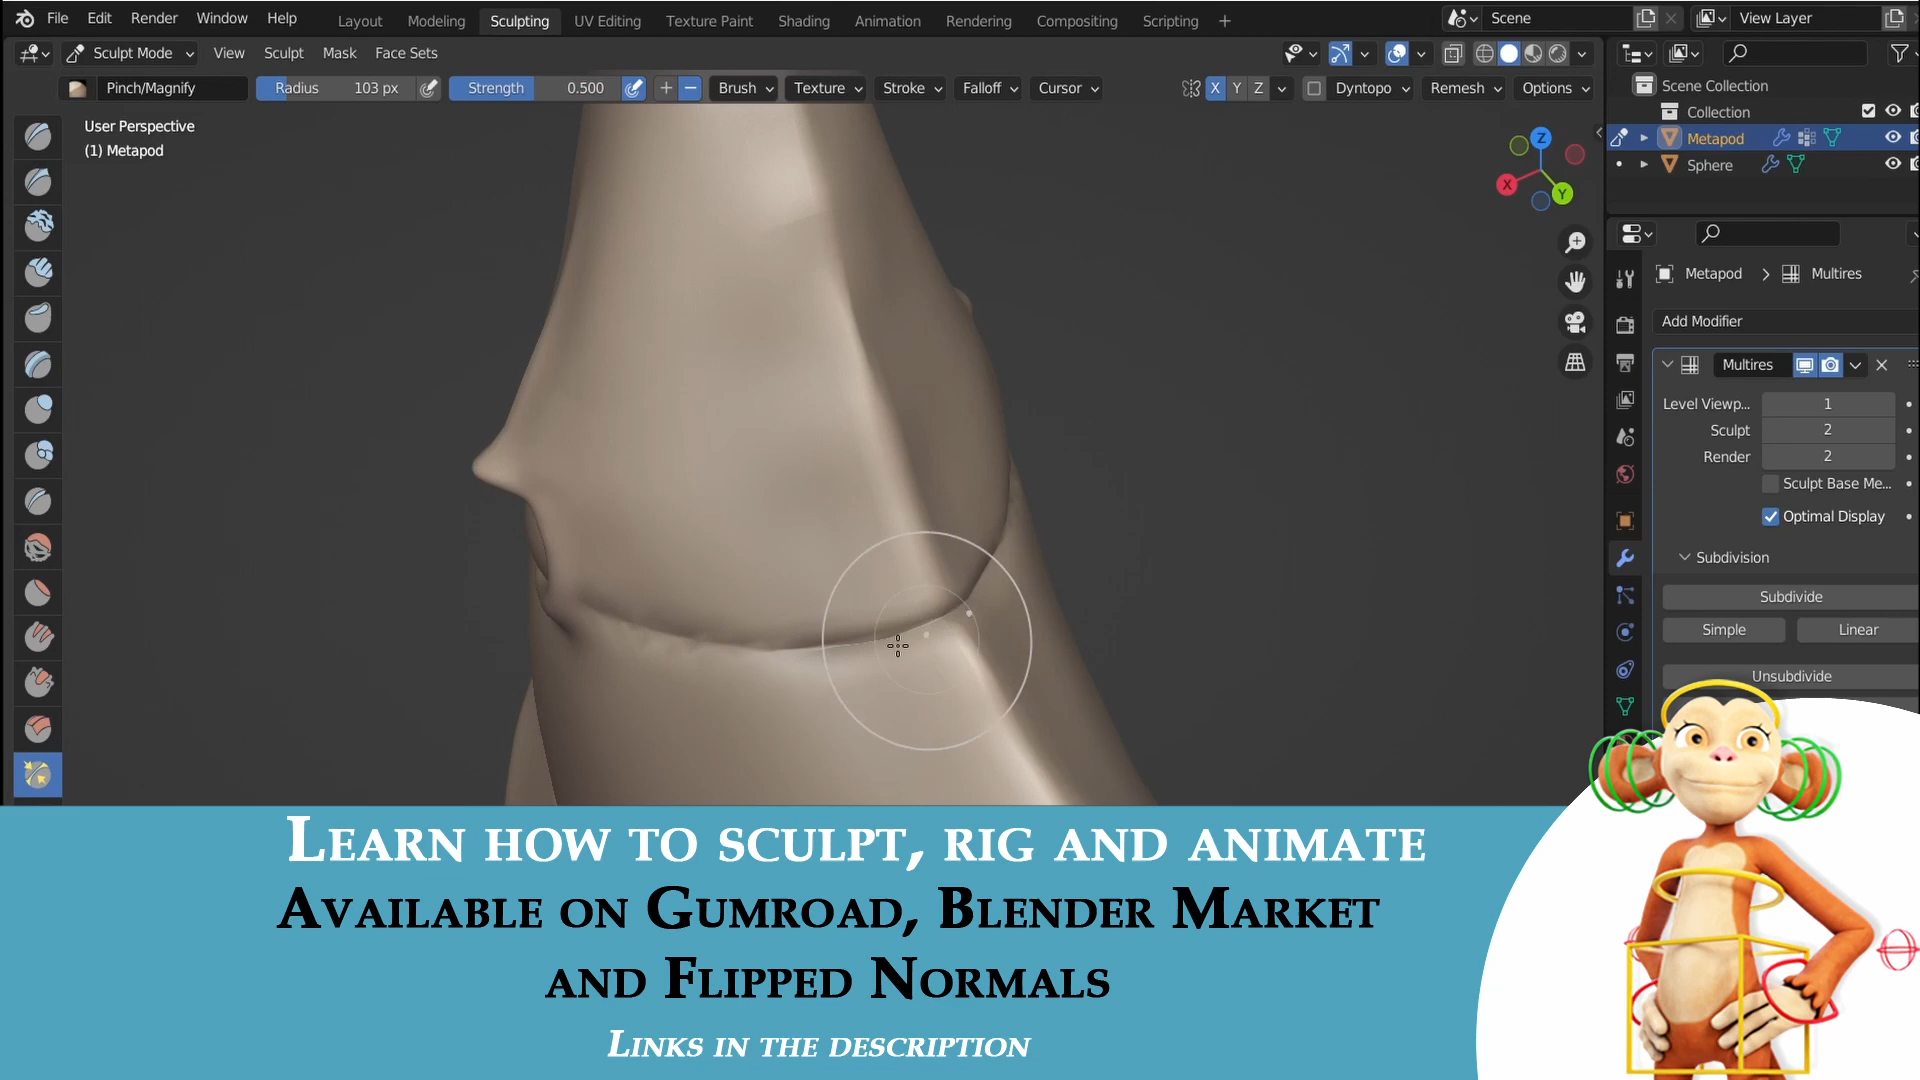 File Edit Render Window Help
Layout Modeling Sculpting UV Editing Texture Paint Shading Animation Rendering Compositing Scripting +
Scene
View Layer
Sculpt Mode View Sculpt Mask Face Sets
Pinch/Magnify
Radius 103 px
Strength 0.500
+ −
Brush Texture Stroke Falloff Cursor
X Y Z
Dyntopo Remesh Options
User Perspective
(1) Metapod
Z
X
Y
Scene Collection
Collection
Metapod
Sphere
Metapod > Multires
Add Modifier
Multires
Level Viewp... 1
Sculpt 2
Render 2
Sculpt Base Me...
Optimal Display
Subdivision
Subdivide
Simple Linear
Unsubdivide
Learn how to sculpt, rig and animate
Available on Gumroad, Blender Market
and Flipped Normals
Links in the description